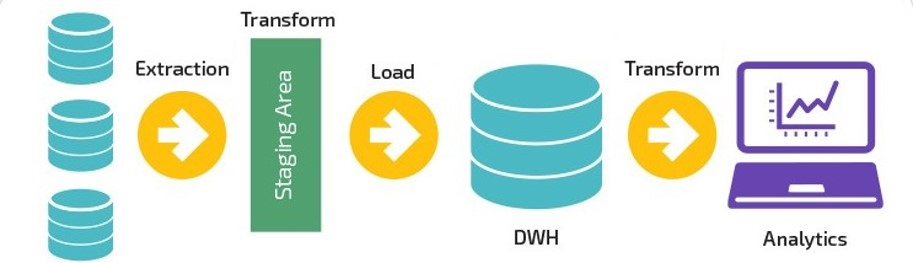 Transform
Extraction
Staging Area
Load
Transform
DWH
Analytics